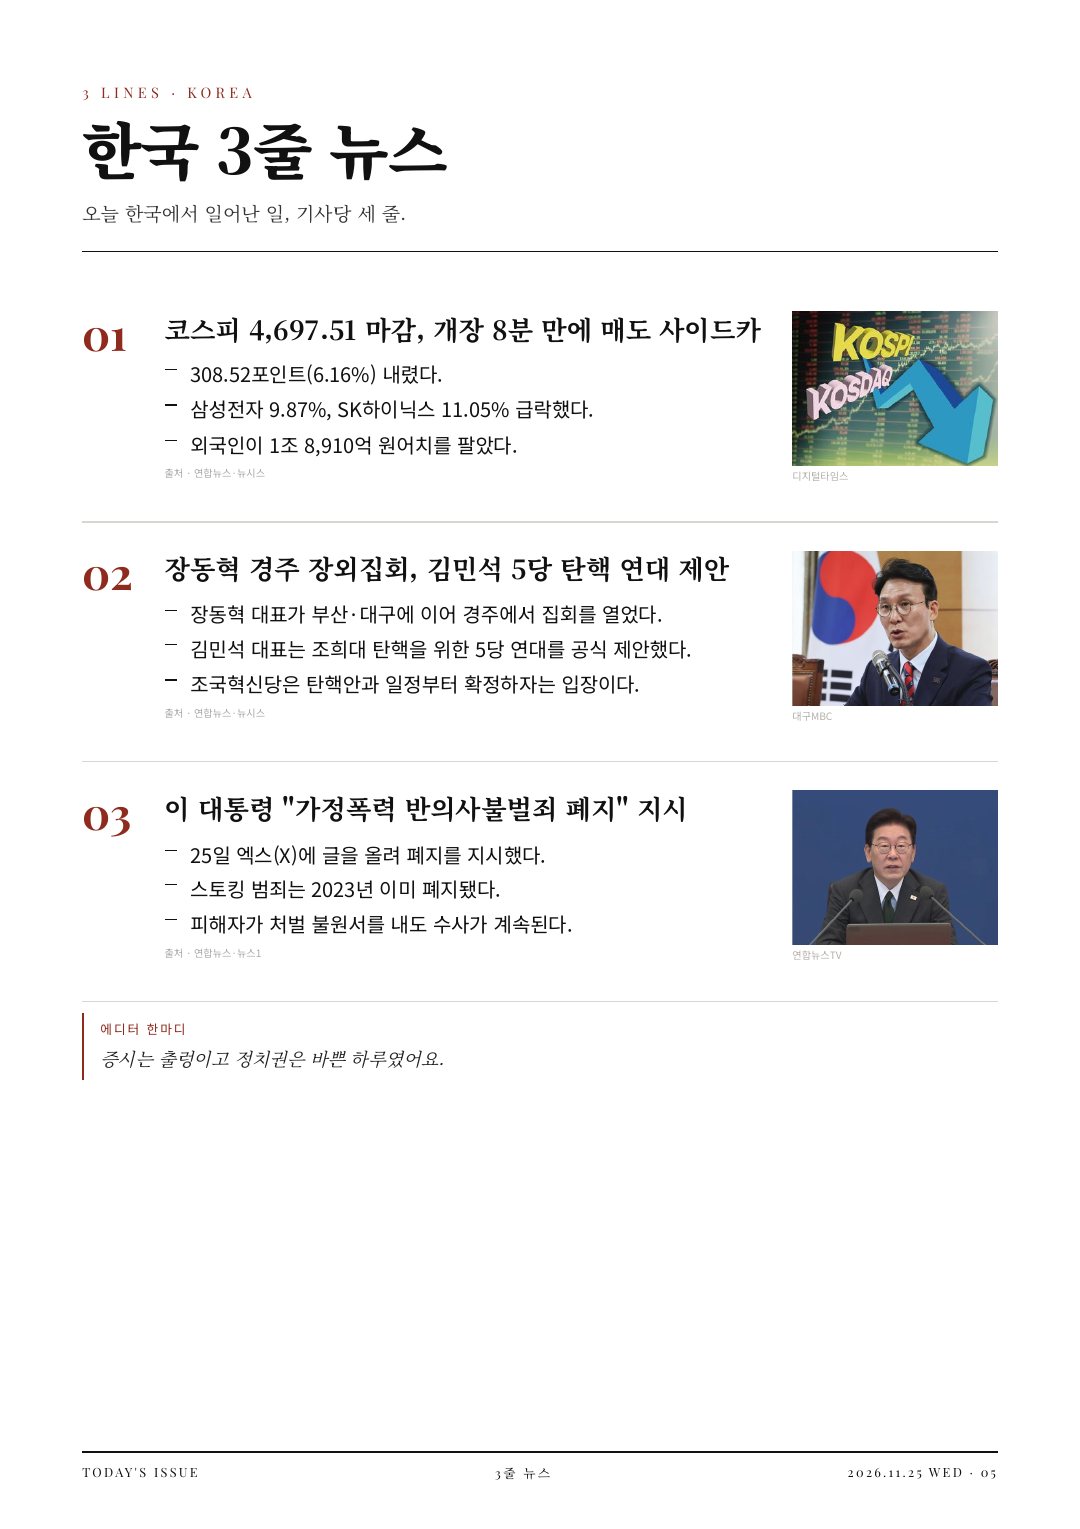 3 LINES · KOREA
한국 3줄 뉴스
오늘 한국에서 일어난 일, 기사당 세 줄.
01
코스피 4,697.51 마감, 개장 8분 만에 매도 사이드카
– 308.52포인트(6.16%) 내렸다.
– 삼성전자 9.87%, SK하이닉스 11.05% 급락했다.
– 외국인이 1조 8,910억 원어치를 팔았다.
출처 · 연합뉴스·뉴시스
KOSPI
KOSDAQ
디지털타임스
02
장동혁 경주 장외집회, 김민석 5당 탄핵 연대 제안
– 장동혁 대표가 부산·대구에 이어 경주에서 집회를 열었다.
– 김민석 대표는 조희대 탄핵을 위한 5당 연대를 공식 제안했다.
– 조국혁신당은 탄핵안과 일정부터 확정하자는 입장이다.
출처 · 연합뉴스·뉴시스
대구MBC
03
이 대통령 "가정폭력 반의사불벌죄 폐지" 지시
– 25일 엑스(X)에 글을 올려 폐지를 지시했다.
– 스토킹 범죄는 2023년 이미 폐지됐다.
– 피해자가 처벌 불원서를 내도 수사가 계속된다.
출처 · 연합뉴스·뉴스1
연합뉴스TV
에디터 한마디
증시는 출렁이고 정치권은 바쁜 하루였어요.
TODAY'S ISSUE
3줄 뉴스
2026.11.25 WED · 05